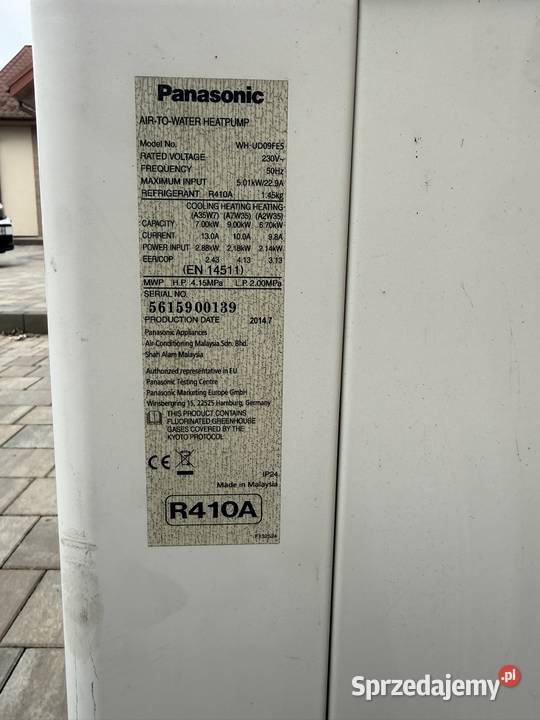 Panasonic
AIR-TO-WATER HEATPUMP
Model No. WH-UD09FE5
RATED VOLTAGE 230V~
FREQUENCY 50Hz
MAXIMUM INPUT 5.01kW/22.9A
REFRIGERANT R410A 1.45kg
COOLING HEATING HEATING
(A35W7) (A7W35) (A2W35)
CAPACITY 7.00kW 9.00kW 6.70kW
CURRENT 13.0A 10.0A 9.8A
POWER INPUT 2.88kW 2.18kW 2.14kW
EER/COP 2.43 4.13 3.13
(EN 14511)
MWP H.P. 4.15MPa L.P. 2.00MPa
SERIAL NO.
5615900139
PRODUCTION DATE 2014.7
Panasonic Appliances
Air-Conditioning Malaysia Sdn. Bhd.
Shah Alam Malaysia
Authorized representative in EU
Panasonic Testing Centre
Panasonic Marketing Europe GmbH
Winsbergring 15, 22525 Hamburg, Germany
THIS PRODUCT CONTAINS
FLUORINATED GREENHOUSE
GASES COVERED BY THE
KYOTO PROTOCOL
CE
IP24
Made in Malaysia
R410A
Sprzedajemy.pl